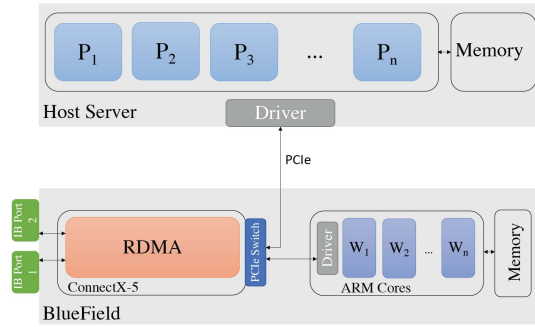 P1 P2 P3 ... Pn Memory
Host Server
Driver
PCIe
IB Port 2
IB Port 1
RDMA
ConnectX-5
PCIe Switch
Driver
W1 W2 ... Wn
ARM Cores
Memory
BlueField